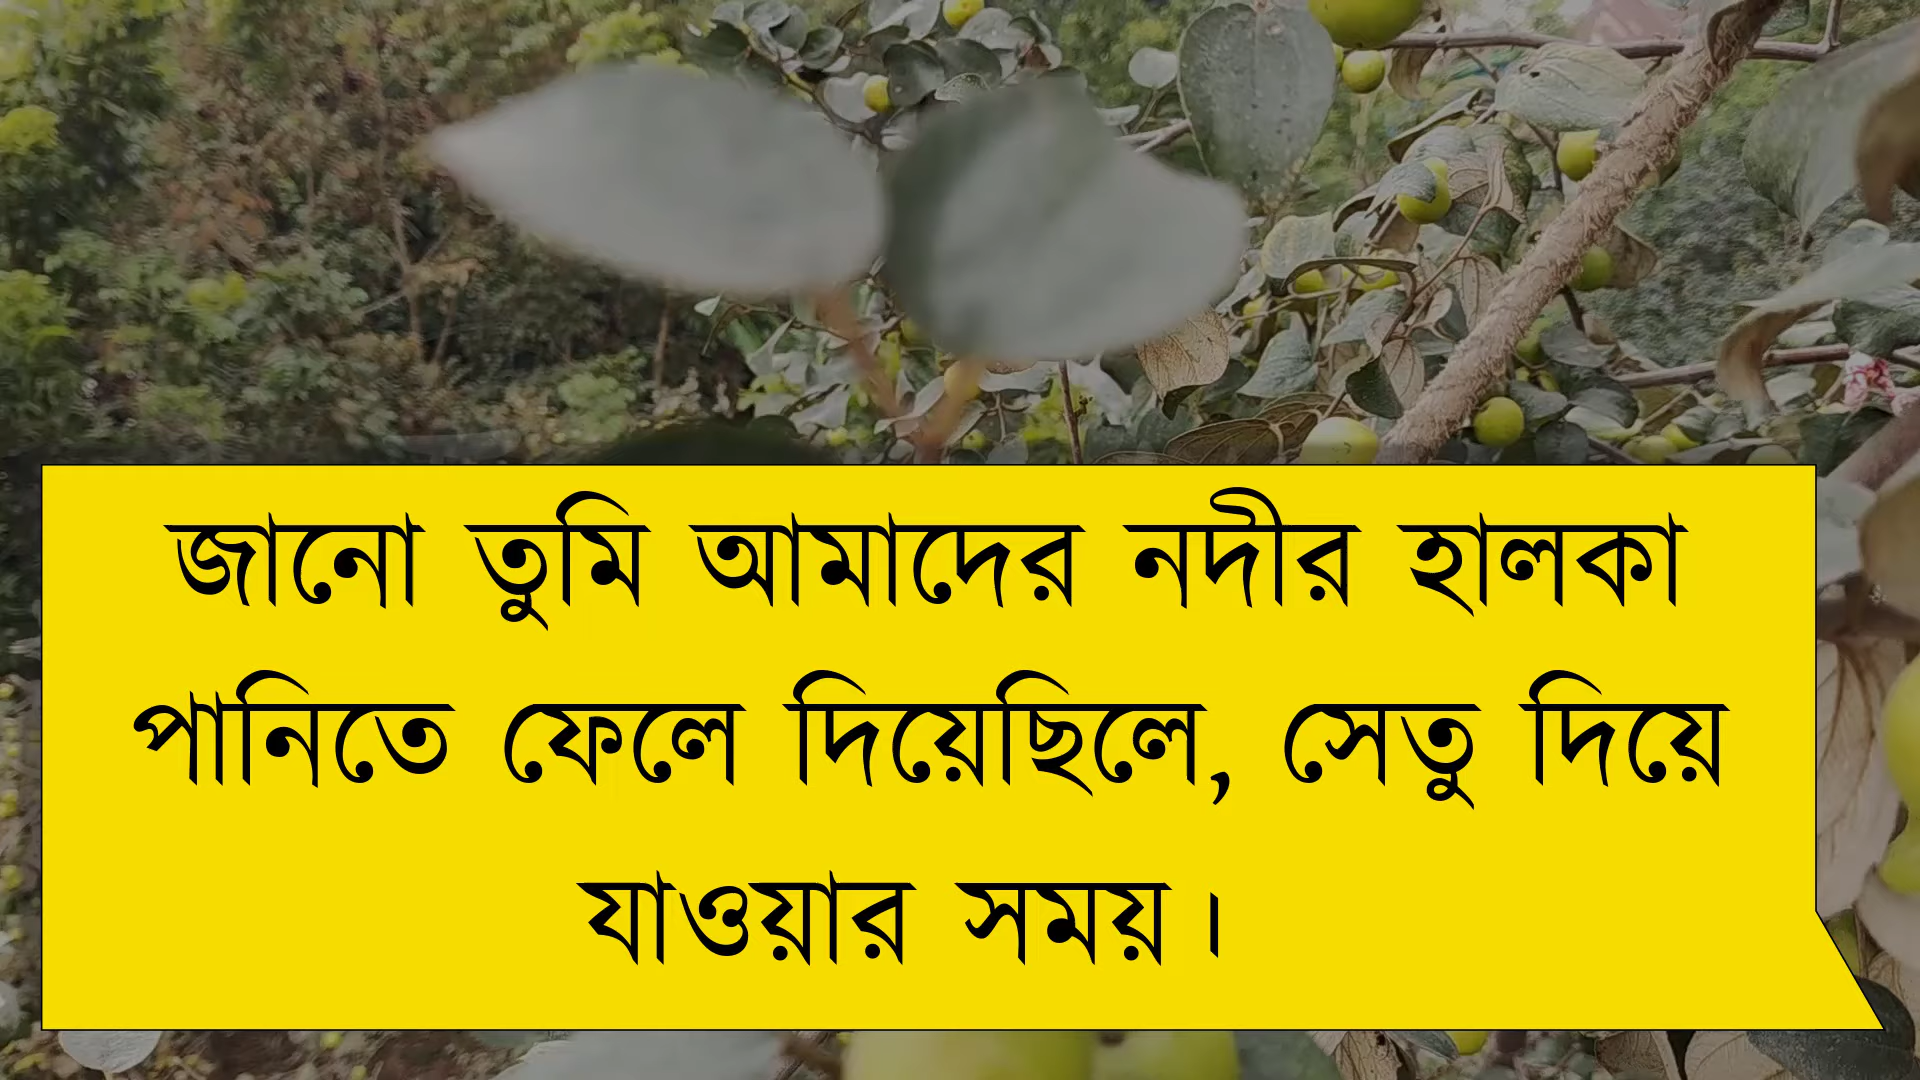 জানো তুমি আমাদের নদীর হালকা
পানিতে ফেলে দিয়েছিলে, সেতু দিয়ে
যাওয়ার সময়।